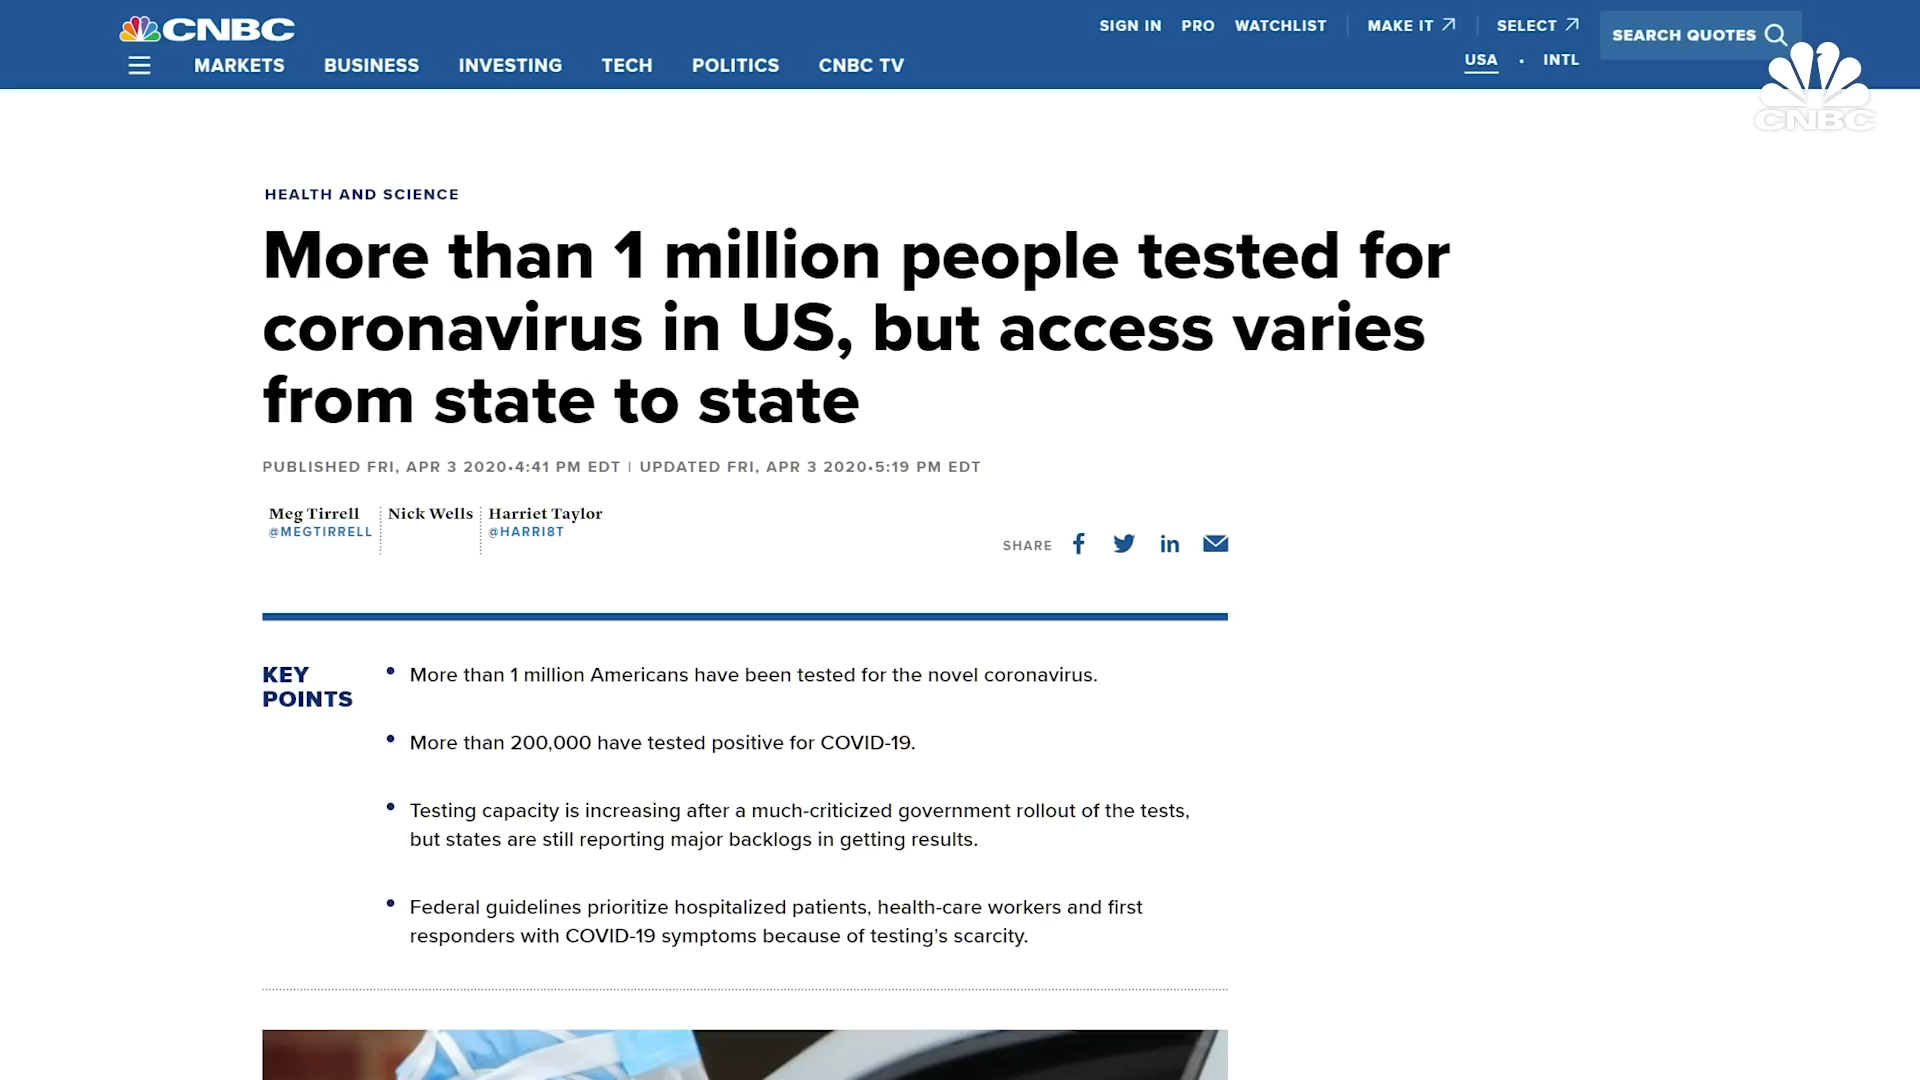 CNBC
SIGN IN PRO WATCHLIST MAKE IT SELECT SEARCH QUOTES
MARKETS BUSINESS INVESTING TECH POLITICS CNBC TV
USA • INTL
CNBC
HEALTH AND SCIENCE
More than 1 million people tested for
coronavirus in US, but access varies
from state to state
PUBLISHED FRI, APR 3 2020•4:41 PM EDT | UPDATED FRI, APR 3 2020•5:19 PM EDT
Meg Tirrell Nick Wells Harriet Taylor
@MEGTIRRELL @HARRI8T
SHARE
KEY
POINTS
• More than 1 million Americans have been tested for the novel coronavirus.
• More than 200,000 have tested positive for COVID-19.
• Testing capacity is increasing after a much-criticized government rollout of the tests,
but states are still reporting major backlogs in getting results.
• Federal guidelines prioritize hospitalized patients, health-care workers and first
responders with COVID-19 symptoms because of testing’s scarcity.